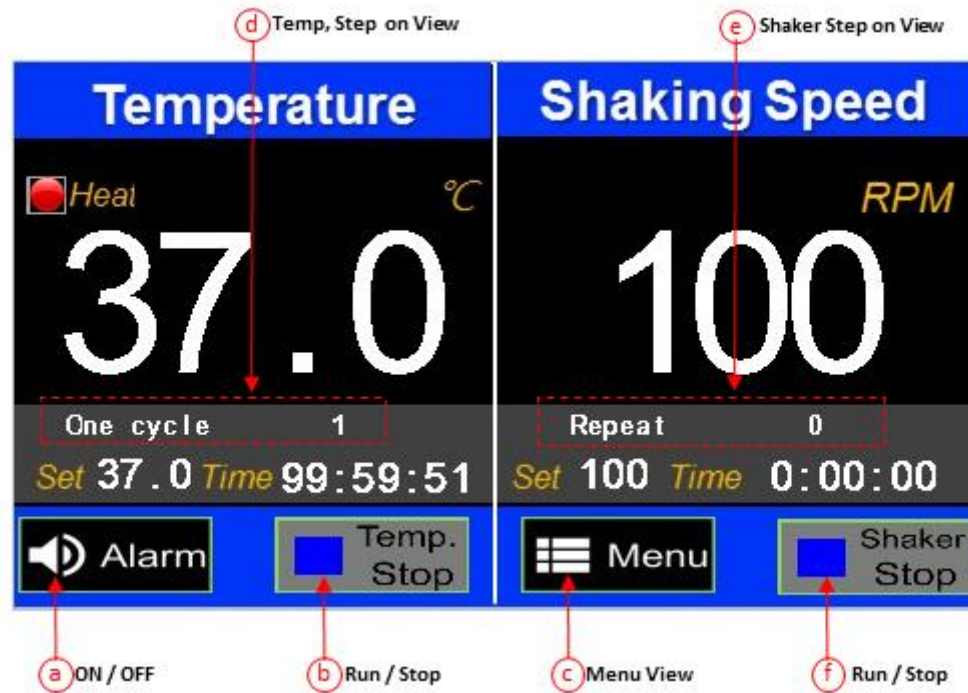 d Temp, Step on View
e Shaker Step on View
Temperature
Shaking Speed
Heat ℃
RPM
37.0
100
One cycle 1
Repeat 0
Set 37.0 Time 99:59:51
Set 100 Time 0:00:00
Alarm
Temp.
Stop
Menu
Shaker
Stop
a ON / OFF
b Run / Stop
c Menu View
f Run / Stop